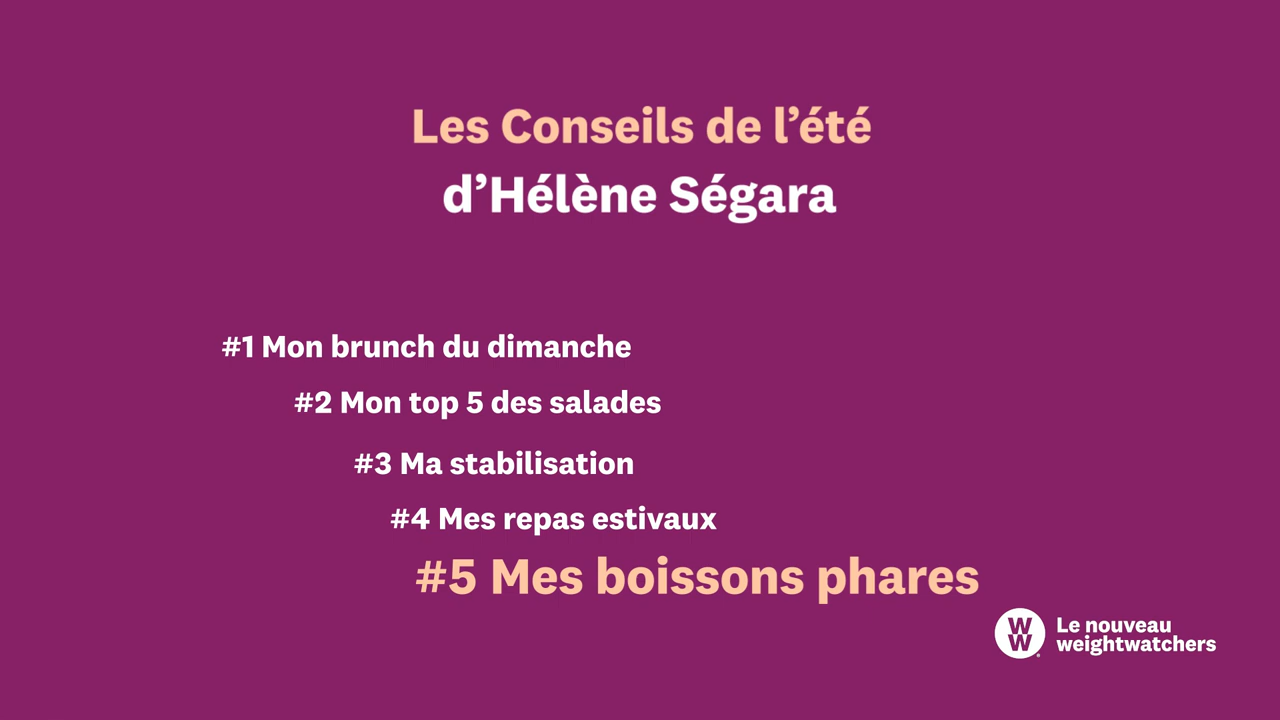 Les Conseils de l’été
d’Hélène Ségara
#1 Mon brunch du dimanche
#2 Mon top 5 des salades
#3 Ma stabilisation
#4 Mes repas estivaux
#5 Mes boissons phares
W
W
Le nouveau
weightwatchers